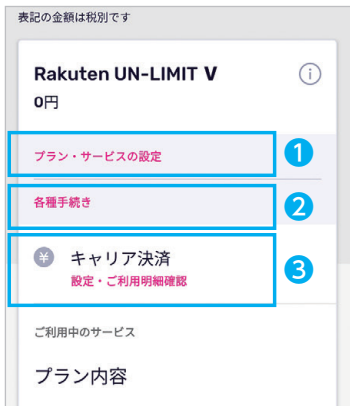 表記の金額は税別です
Rakuten UN-LIMIT V
0円
プラン・サービスの設定
1
各種手続き
2
キャリア決済
設定・ご利用明細確認
3
ご利用中のサービス
プラン内容